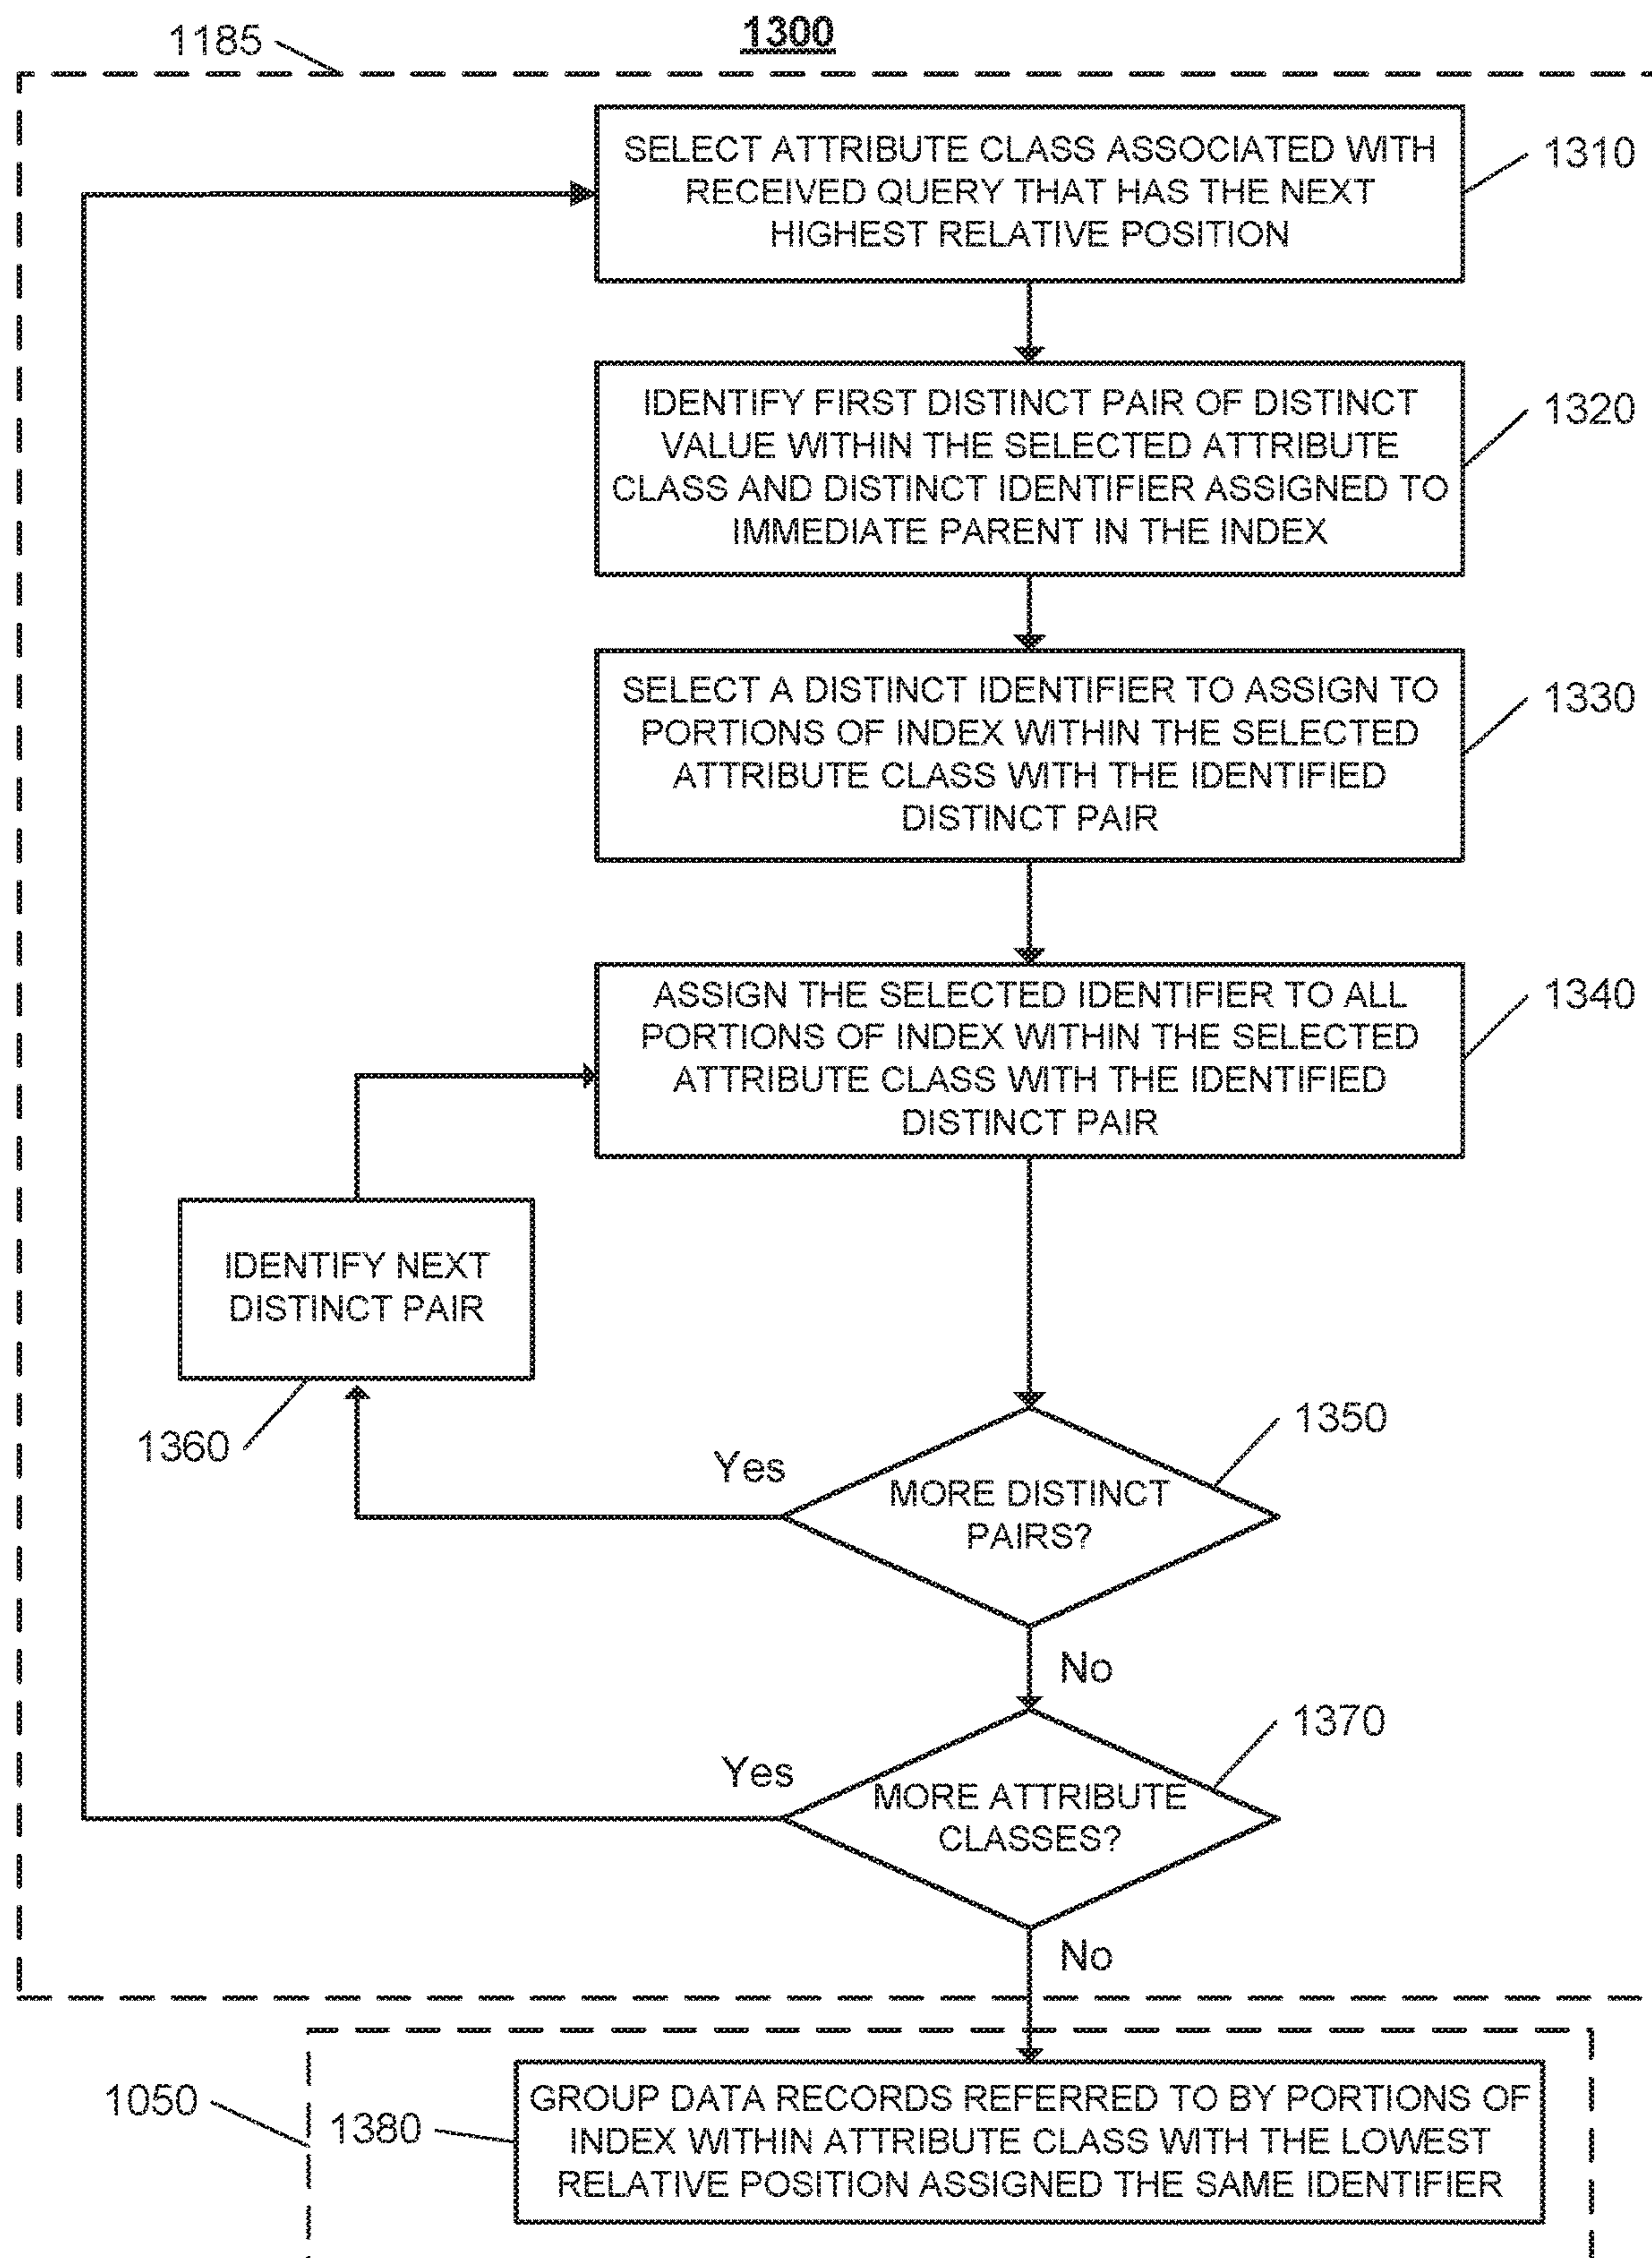 1300
1185
SELECT ATTRIBUTE CLASS ASSOCIATED WITH
RECEIVED QUERY THAT HAS THE NEXT
HIGHEST RELATIVE POSITION
1310
IDENTIFY FIRST DISTINCT PAIR OF DISTINCT
VALUE WITHIN THE SELECTED ATTRIBUTE
CLASS AND DISTINCT IDENTIFIER ASSIGNED TO
IMMEDIATE PARENT IN THE INDEX
1320
SELECT A DISTINCT IDENTIFIER TO ASSIGN TO
PORTIONS OF INDEX WITHIN THE SELECTED
ATTRIBUTE CLASS WITH THE IDENTIFIED
DISTINCT PAIR
1330
ASSIGN THE SELECTED IDENTIFIER TO ALL
PORTIONS OF INDEX WITHIN THE SELECTED
ATTRIBUTE CLASS WITH THE IDENTIFIED
DISTINCT PAIR
1340
IDENTIFY NEXT
DISTINCT PAIR
1360
1350
Yes
MORE DISTINCT
PAIRS?
No
1370
Yes
MORE ATTRIBUTE
CLASSES?
No
1050
1380
GROUP DATA RECORDS REFERRED TO BY PORTIONS OF
INDEX WITHIN ATTRIBUTE CLASS WITH THE LOWEST
RELATIVE POSITION ASSIGNED THE SAME IDENTIFIER